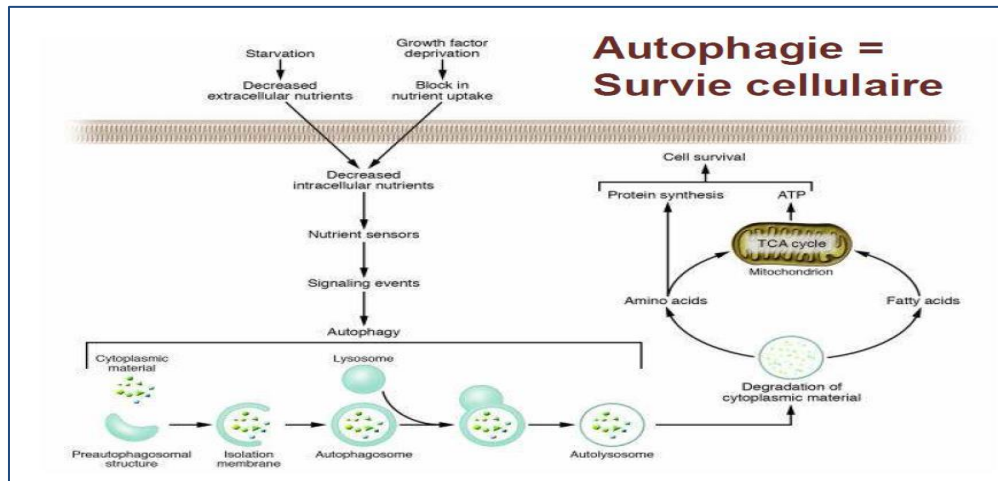 Autophagie =
Survie cellulaire
Starvation
Growth factor
deprivation
Decreased
extracellular nutrients
Block in
nutrient uptake
Decreased
intracellular nutrients
Nutrient sensors
Signaling events
Autophagy
Cell survival
Protein synthesis
ATP
TCA cycle
Mitochondrion
Amino acids
Fatty acids
Degradation of
cytoplasmic material
Cytoplasmic
material
Lysosome
Preautophagosomal
structure
Isolation
membrane
Autophagosome
Autolysosome